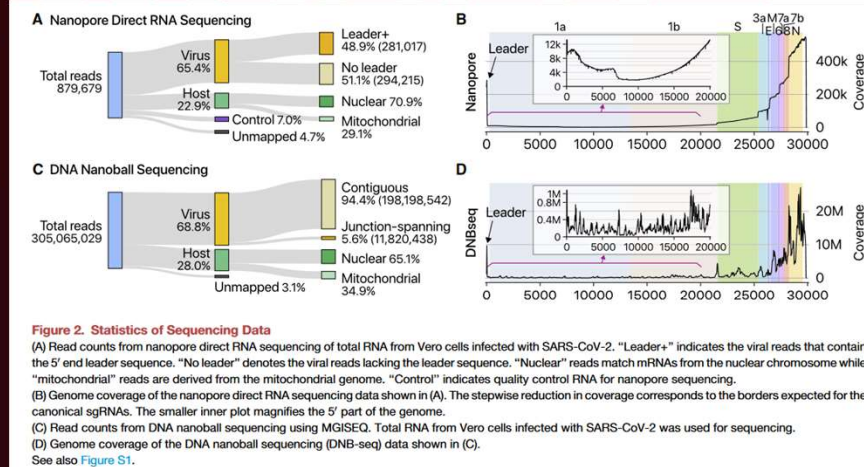 A Nanopore Direct RNA Sequencing
Total reads
879,679
Virus
65.4%
Host
22.9%
Control 7.0%
Unmapped 4.7%
Leader+
48.9% (281,017)
No leader
51.1% (294,215)
Nuclear 70.9%
Mitochondrial
29.1%
B
1a
1b
S
3a
E
M
6
7a
7b
8
N
Leader
12k
8k
4k
0
0
5000
10000
15000
20000
Nanopore
400k
200k
0
Coverage
0
5000
10000
15000
20000
25000
30000
C DNA Nanoball Sequencing
Total reads
305,065,029
Virus
68.8%
Host
28.0%
Unmapped 3.1%
Contiguous
94.4% (198,198,542)
Junction-spanning
5.6% (11,820,438)
Nuclear 65.1%
Mitochondrial
34.9%
D
Leader
1M
0.8M
0.4M
0
0
5000
10000
15000
20000
DNBseq
20M
10M
0
Coverage
0
5000
10000
15000
20000
25000
30000
Figure 2. Statistics of Sequencing Data
(A) Read counts from nanopore direct RNA sequencing of total RNA from Vero cells infected with SARS-CoV-2. “Leader+” indicates the viral reads that contain
the 5′ end leader sequence. “No leader” denotes the viral reads lacking the leader sequence. “Nuclear” reads match mRNAs from the nuclear chromosome while
“mitochondrial” reads are derived from the mitochondrial genome. “Control” indicates quality control RNA for nanopore sequencing.
(B) Genome coverage of the nanopore direct RNA sequencing data shown in (A). The stepwise reduction in coverage corresponds to the borders expected for the
canonical sgRNAs. The smaller inner plot magnifies the 5′ part of the genome.
(C) Read counts from DNA nanoball sequencing using MGISEQ. Total RNA from Vero cells infected with SARS-CoV-2 was used for sequencing.
(D) Genome coverage of the DNA nanoball sequencing (DNB-seq) data shown in (C).
See also Figure S1.